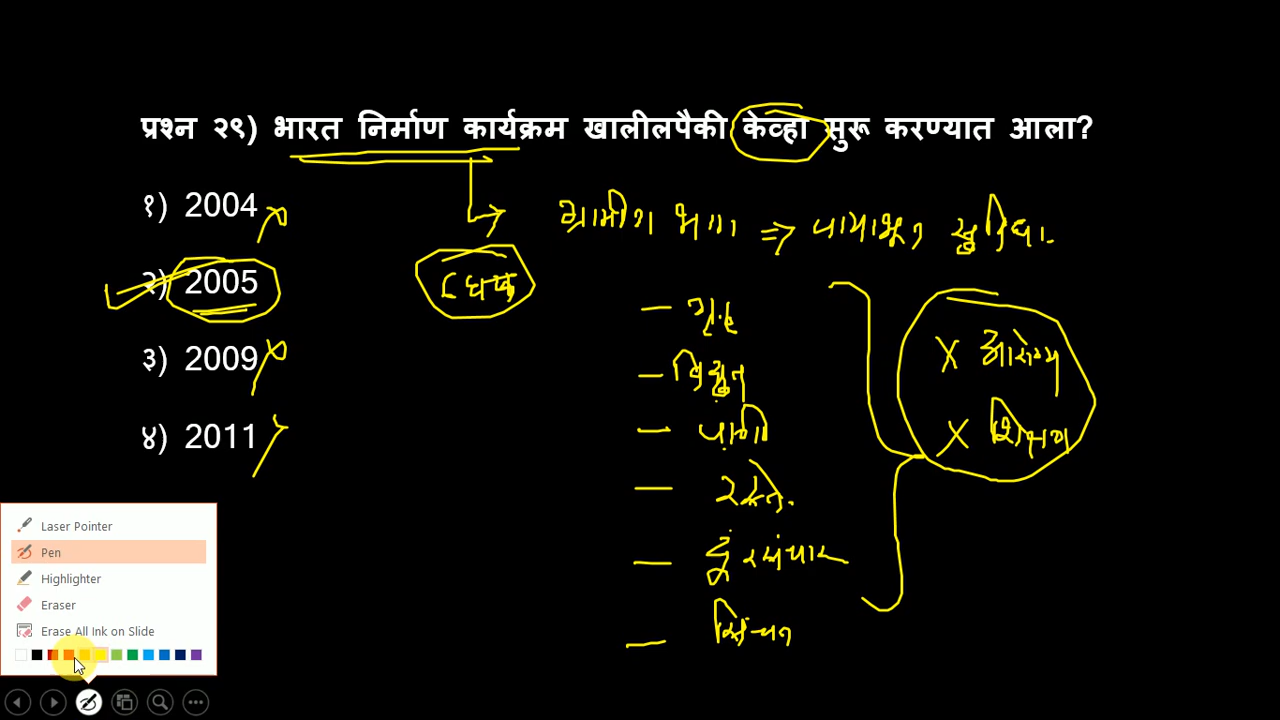 प्रश्न २९) भारत निर्माण कार्यक्रम खालीलपैकी केव्हा सुरू करण्यात आला?
१) 2004
२) 2005
३) 2009
४) 2011
ग्रामीण भाग ⇒ पायाभूत सुविधा.
- गृह
- विद्युत
- पाणी
- रस्ते.
- दुरसंचार
- सिंचन
X आरोग्य
X शिक्षण
Laser Pointer
Pen
Highlighter
Eraser
Erase All Ink on Slide